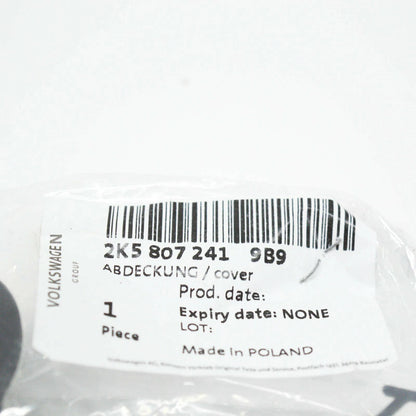 VOLKSWAGEN
GROUP
2K5 807 241 9B9
ABDECKUNG / cover
Prod. date:
Expiry date: NONE
LOT:
1
Piece
Made in POLAND